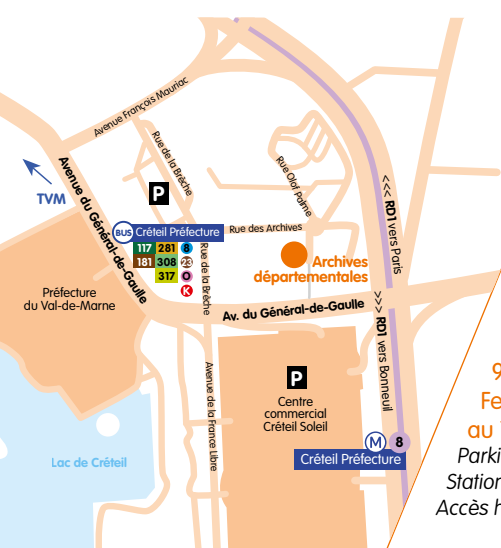 Avenue François Mauriac
Rue de la Brèche
Avenue du Général-de-Gaulle
TVM
P
Rue Olof Palme
<<< RD1 vers Paris
BUS Créteil Préfecture
117 281 8
181 308 23
317 O
K
Rue des Archives
Rue de la Brèche
Archives
départementales
Préfecture
du Val-de-Marne
Av. du Général-de-Gaulle
>>> RD1 vers Bonneuil
Avenue de la France Libre
P
Centre
commercial
Créteil Soleil
M 8
Créteil Préfecture
Lac de Créteil
9
Fe
au
Parki
Station
Accès h